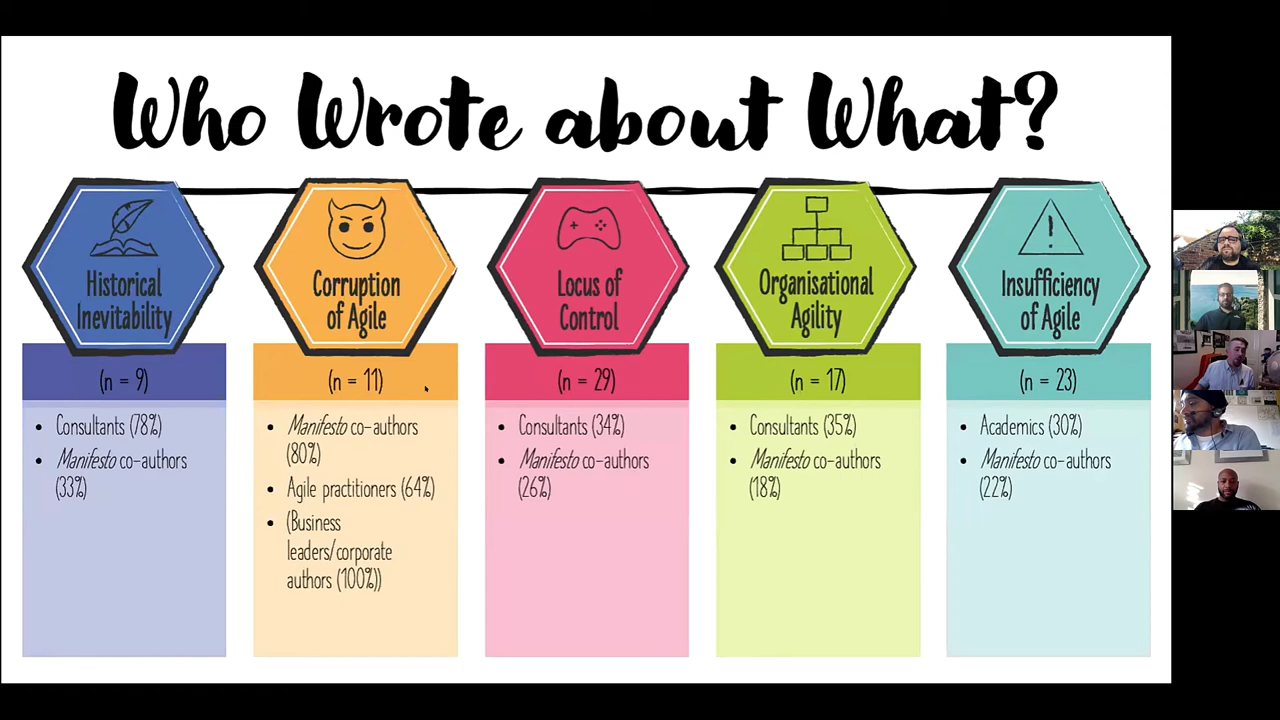 Who Wrote about What?
Historical
Inevitability
(n = 9)
• Consultants (78%)
• Manifesto co-authors
(33%)
Corruption
of Agile
(n = 11)
• Manifesto co-authors
(80%)
• Agile practitioners (64%)
• (Business
leaders/corporate
authors (100%))
Locus of
Control
(n = 29)
• Consultants (34%)
• Manifesto co-authors
(26%)
Organisational
Agility
(n = 17)
• Consultants (35%)
• Manifesto co-authors
(18%)
Insufficiency
of Agile
(n = 23)
• Academics (30%)
• Manifesto co-authors
(22%)